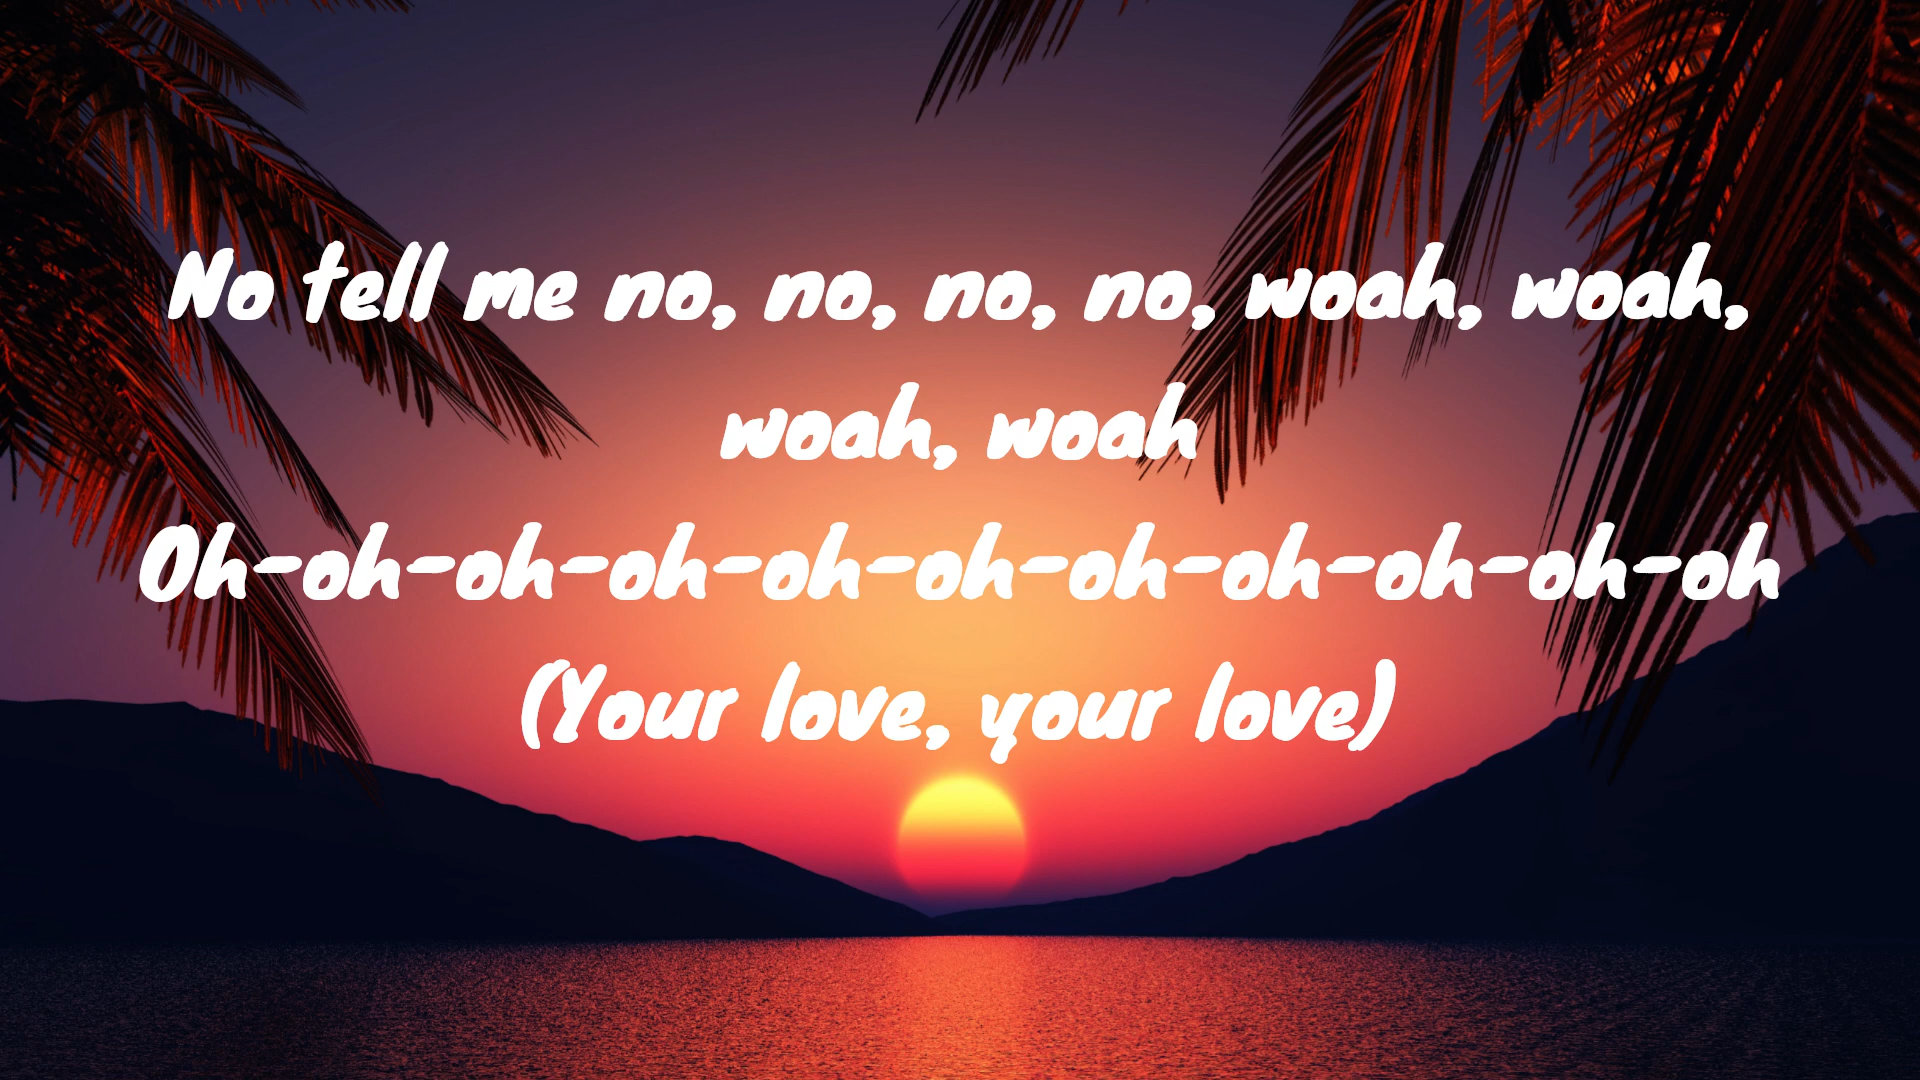 No tell me no, no, no, no, woah, woah,
woah, woah
Oh-oh-oh-oh-oh-oh-oh-oh-oh-oh-oh
(Your love, your love)